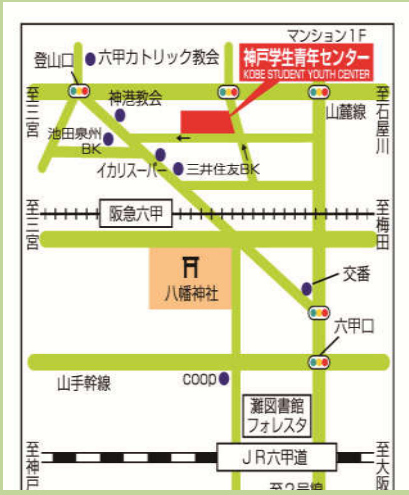 マンション1F
登山口
六甲カトリック教会
神戸学生青年センター
KOBE STUDENT YOUTH CENTER
至三宮
神港教会
山麓線
至石屋川
池田泉州
BK
イカリスーパー
三井住友BK
至三宮
阪急六甲
至梅田
八幡神社
交番
六甲口
山手幹線
coop
灘図書館
フォレスタ
至神戸
JR六甲道
至大阪
至2号線